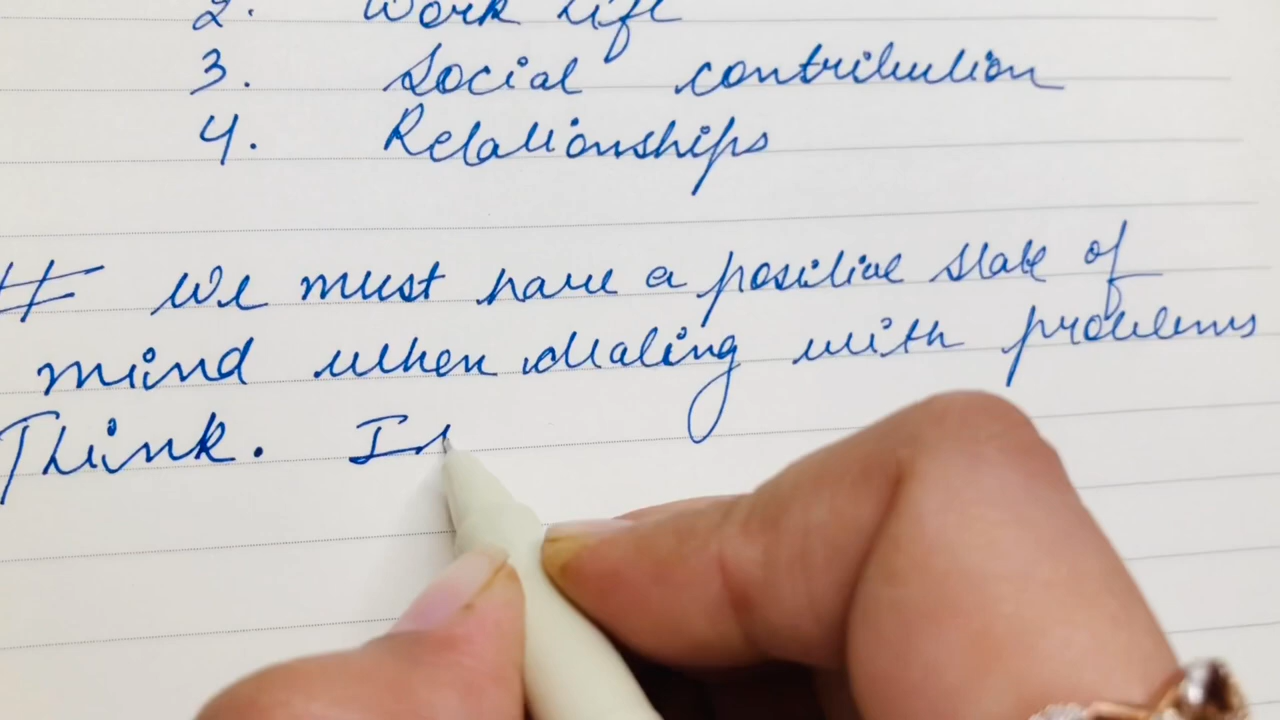 2. Work Life
3. Social contribution
4. Relationships
# We must have a positive state of
mind when dealing with problems
Think. Is